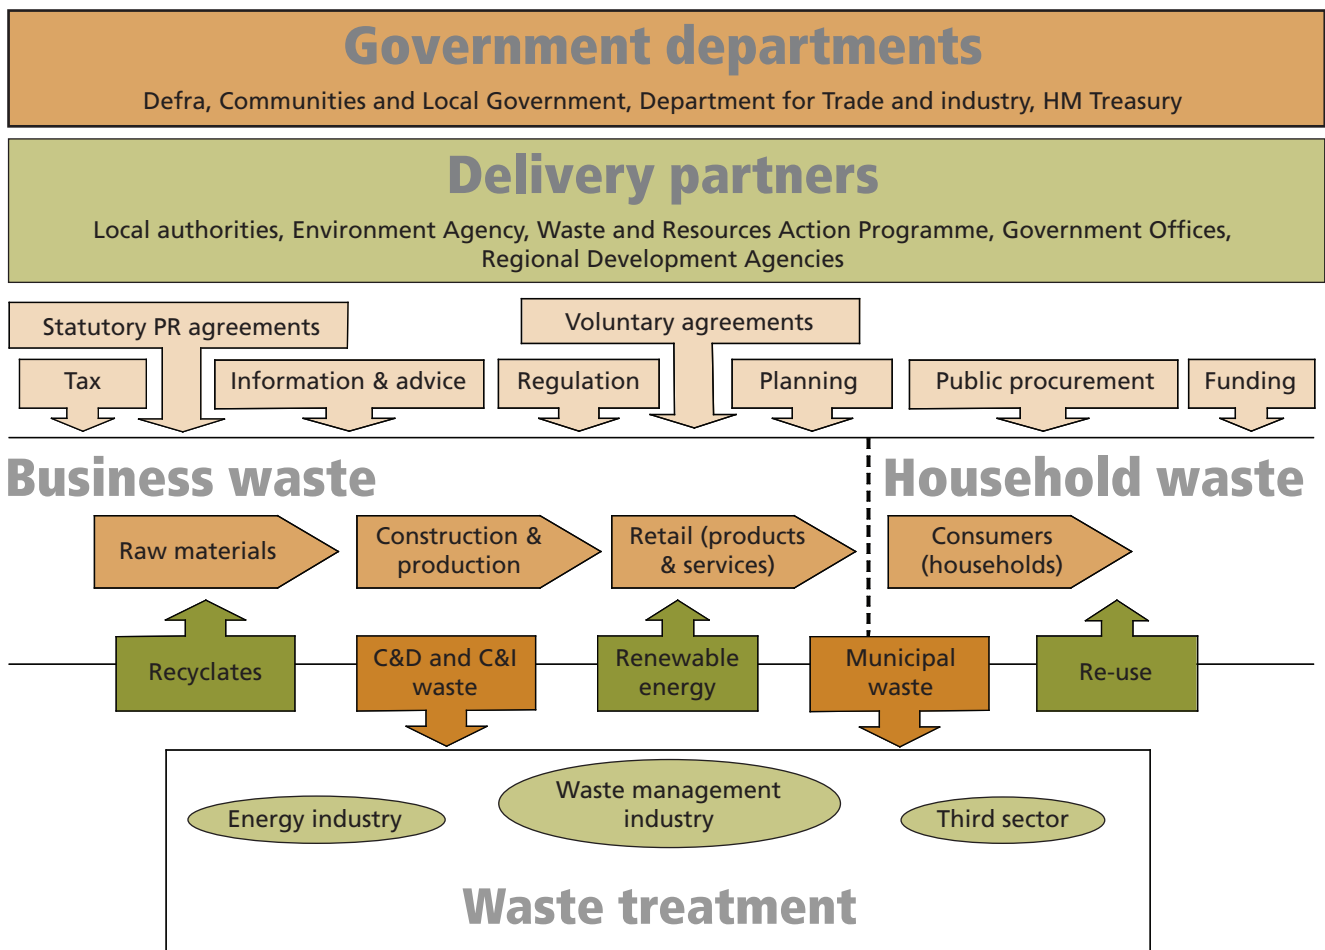 Government departments
Defra, Communities and Local Government, Department for Trade and industry, HM Treasury
Delivery partners
Local authorities, Environment Agency, Waste and Resources Action Programme, Government Offices,
Regional Development Agencies
Statutory PR agreements
Voluntary agreements
Tax
Information & advice
Regulation
Planning
Public procurement
Funding
Business waste
Household waste
Raw materials
Construction &
production
Retail (products
& services)
Consumers
(households)
Recyclates
C&D and C&I
waste
Renewable
energy
Municipal
waste
Re-use
Energy industry
Waste management
industry
Third sector
Waste treatment